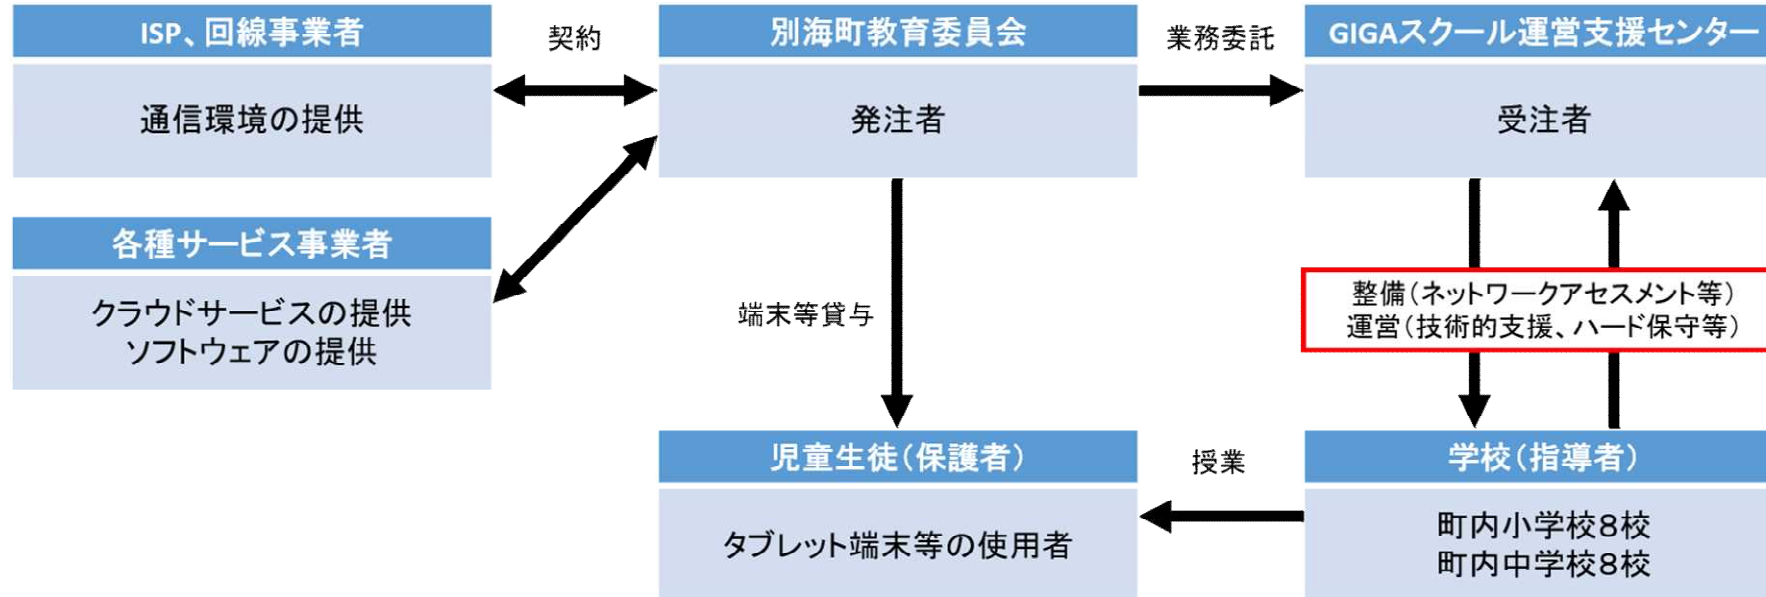 ISP、回線事業者
通信環境の提供
契約
別海町教育委員会
発注者
業務委託
GIGAスクール運営支援センター
受注者
各種サービス事業者
クラウドサービスの提供
ソフトウェアの提供
端末等貸与
整備(ネットワークアセスメント等)
運営(技術的支援、ハード保守等)
児童生徒(保護者)
タブレット端末等の使用者
授業
学校(指導者)
町内小学校8校
町内中学校8校